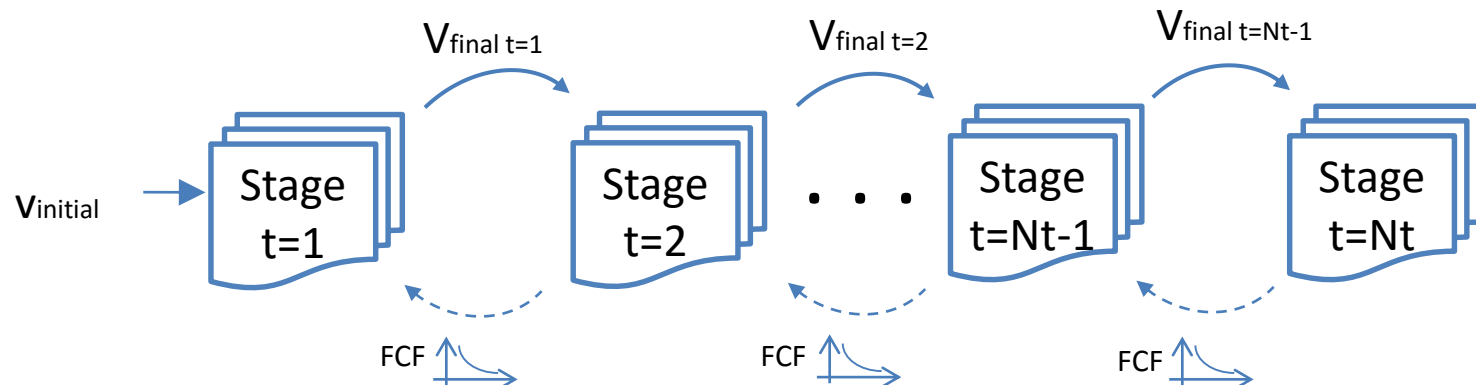 Vfinal t=1
Vfinal t=2
Vfinal t=Nt-1
Vinitial
Stage
t=1
Stage
t=2
. . .
Stage
t=Nt-1
Stage
t=Nt
FCF
FCF
FCF